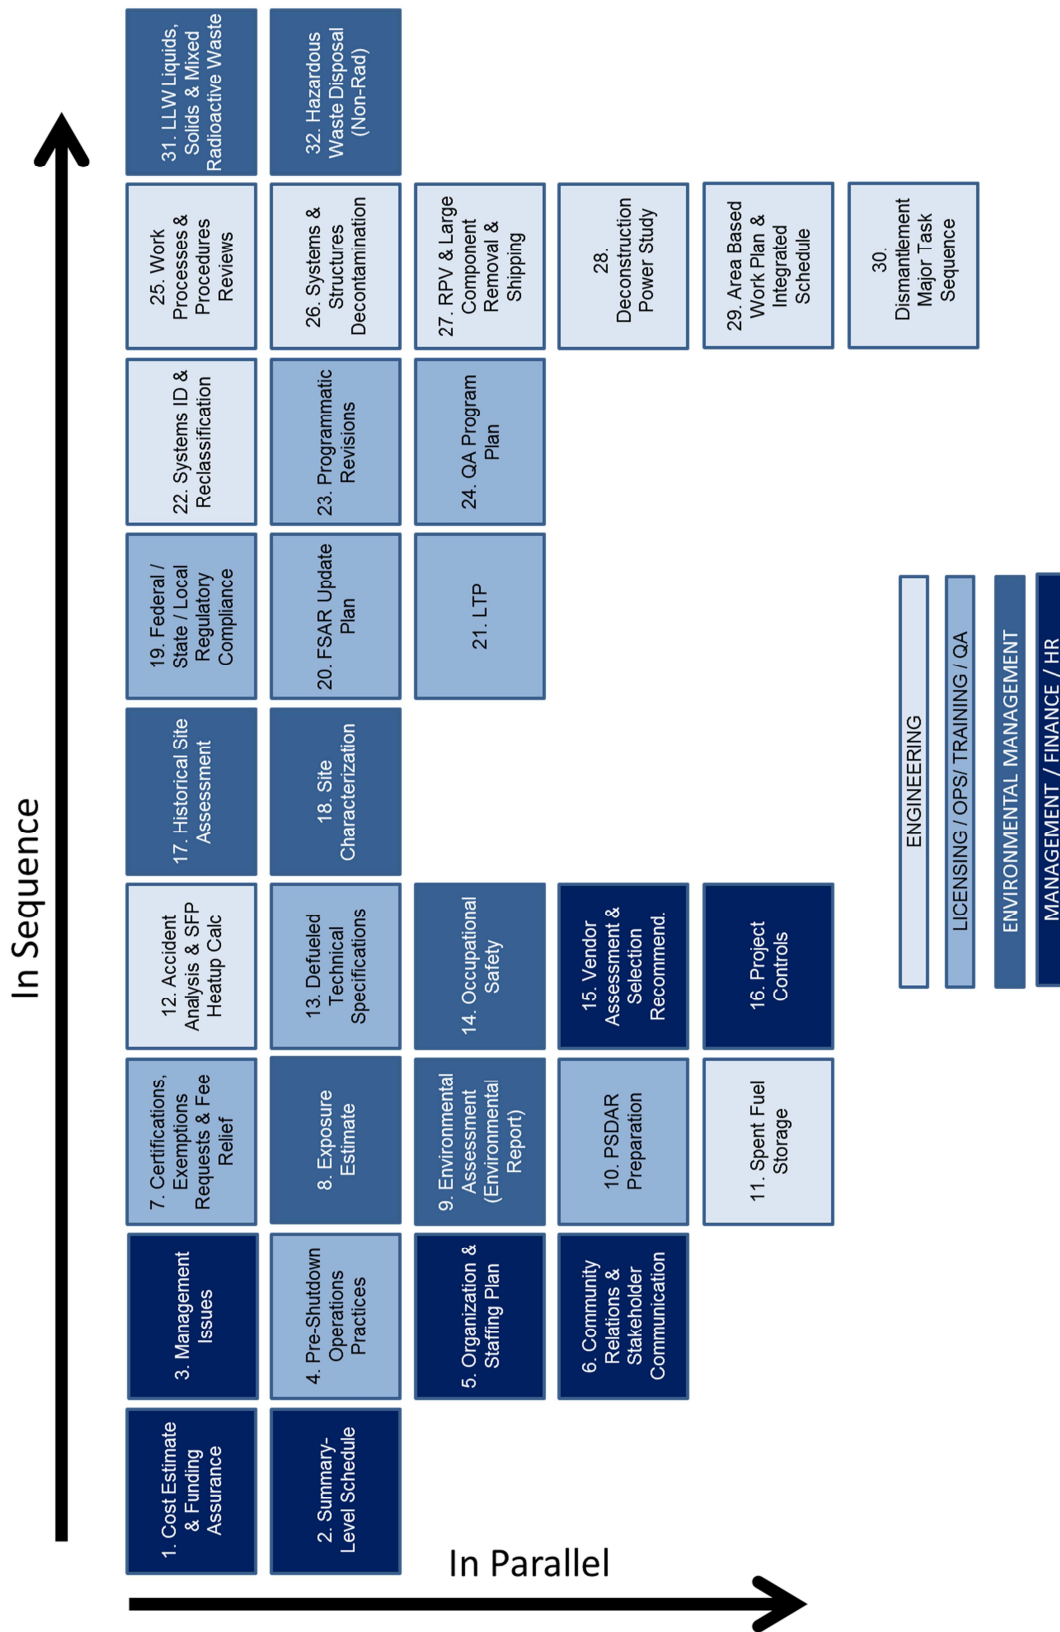 In Sequence
In Parallel
1. Cost Estimate
& Funding
Assurance
2. Summary-
Level Schedule
3. Management
Issues
4. Pre-Shutdown
Operations
Practices
5. Organization &
Staffing Plan
6. Community
Relations &
Stakeholder
Communication
7. Certifications,
Exemptions
Requests & Fee
Relief
8. Exposure
Estimate
9. Environmental
Assessment
(Environmental
Report)
10. PSDAR
Preparation
11. Spent Fuel
Storage
12. Accident
Analysis & SFP
Heatup Calc
13. Defueled
Technical
Specifications
14. Occupational
Safety
15. Vendor
Assessment &
Selection
Recommend.
16. Project
Controls
17. Historical Site
Assessment
18. Site
Characterization
19. Federal /
State / Local
Regulatory
Compliance
20. FSAR Update
Plan
21. LTP
22. Systems ID &
Reclassification
23. Programmatic
Revisions
24. QA Program
Plan
25. Work
Processes &
Procedures
Reviews
26. Systems &
Structures
Decontamination
27. RPV & Large
Component
Removal &
Shipping
28.
Deconstruction
Power Study
29. Area Based
Work Plan &
Integrated
Schedule
30.
Dismantlement
Major Task
Sequence
31. LLW Liquids,
Solids & Mixed
Radioactive Waste
32. Hazardous
Waste Disposal
(Non-Rad)
ENGINEERING
LICENSING / OPS/ TRAINING / QA
ENVIRONMENTAL MANAGEMENT
MANAGEMENT / FINANCE / HR